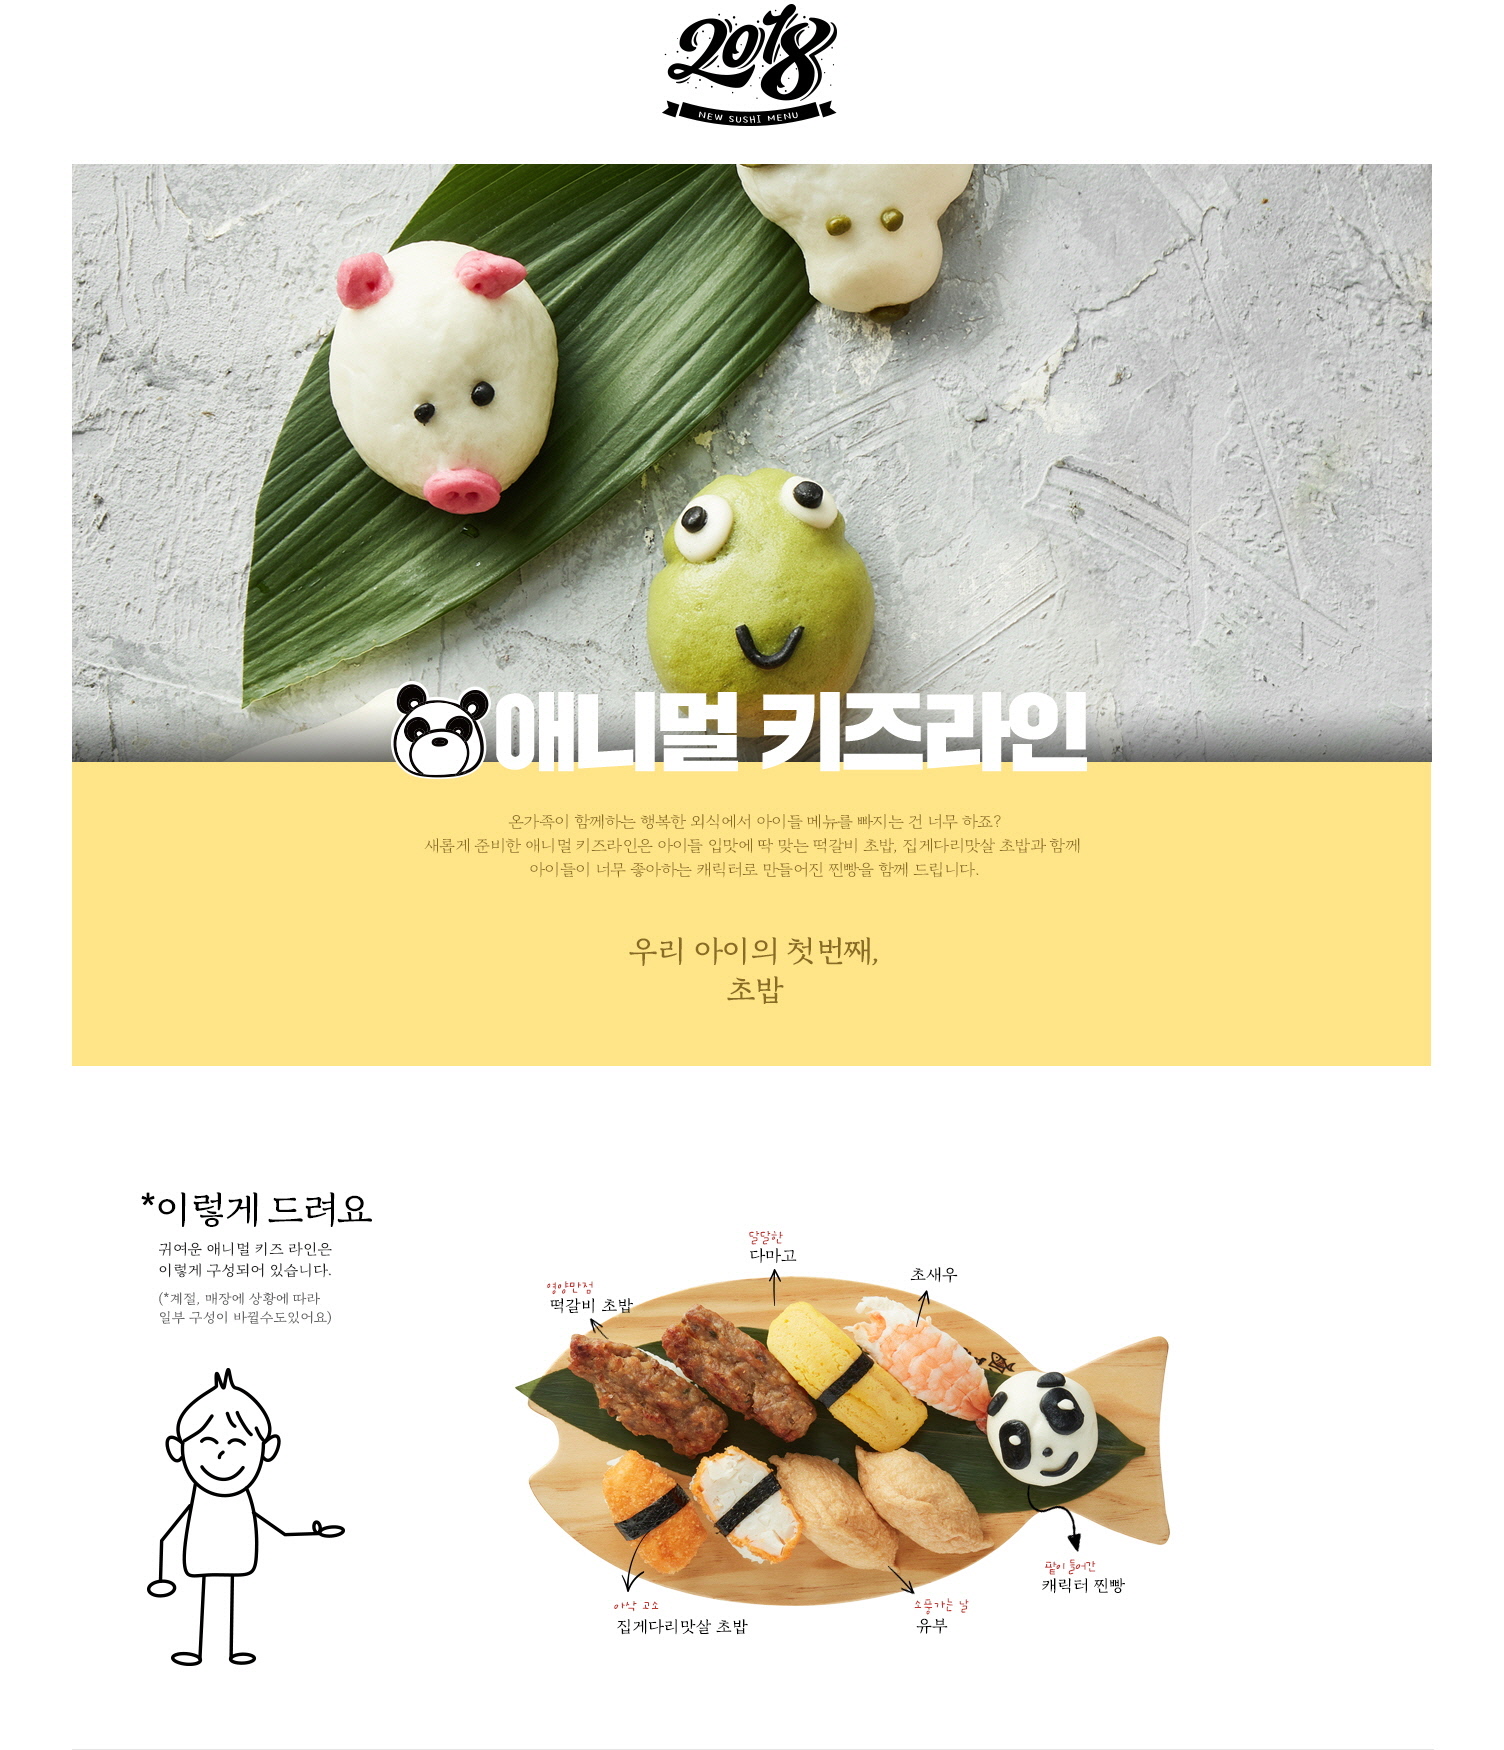 2018
NEW SUSHI MENU
애니멀 키즈라인
온가족이 함께하는 행복한 외식에서 아이들 메뉴를 빠지는 건 너무 하죠?
새롭게 준비한 애니멀 키즈라인은 아이들 입맛에 딱 맞는 떡갈비 초밥, 집게다리맛살 초밥과 함께
아이들이 너무 좋아하는 캐릭터로 만들어진 찐빵을 함께 드립니다.
우리 아이의 첫번째,
초밥
*이렇게 드려요
귀여운 애니멀 키즈 라인은
이렇게 구성되어 있습니다.
(*계절, 매장에 상황에 따라
일부 구성이 바뀔수도있어요)
달달한
다마고
초새우
영양만점
떡갈비 초밥
팥이 들어간
캐릭터 찐빵
아삭 고소
집게다리맛살 초밥
소풍가는 날
유부